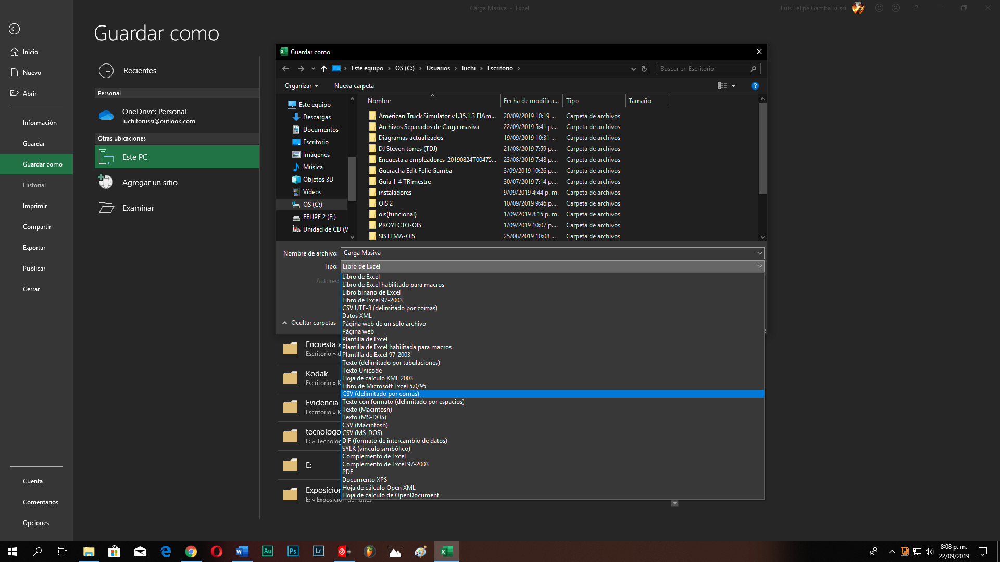 Carga Masiva - Excel
Luis Felipe Gamba Russi
?
Guardar como
Inicio
Nuevo
Abrir
Información
Guardar
Guardar como
Historial
Imprimir
Compartir
Exportar
Publicar
Cerrar
Cuenta
Comentarios
Opciones
Recientes
Personal
OneDrive: Personal
luchitorussi@outlook.com
Otras ubicaciones
Este PC
Agregar un sitio
Examinar
Guardar como
Este equipo > OS (C:) > Usuarios > luchi > Escritorio >
Buscar en Escritorio
Organizar
Nueva carpeta
?
Este equipo
Descargas
Documentos
Escritorio
Imágenes
Música
Objetos 3D
Vídeos
OS (C:)
FELIPE 2 (E:)
Unidad de CD (V
Nombre Fecha de modifica... Tipo Tamaño
American Truck Simulator v1.35.1.3 ElAm... 20/09/2019 10:19 ... Carpeta de archivos
Archivos Separados de Carga masiva 22/09/2019 5:41 p.... Carpeta de archivos
Diagramas actualizados 19/09/2019 10:31 ... Carpeta de archivos
DJ Steven torres (TDJ) 21/08/2019 7:59 p.... Carpeta de archivos
Encuesta a empleadores-20190824T00475... 23/08/2019 7:48 p.... Carpeta de archivos
Guaracha Edit Felie Gamba 3/09/2019 10:26 p.... Carpeta de archivos
Guia 1-4 TRimestre 30/07/2019 7:14 p.... Carpeta de archivos
instaladores 9/09/2019 4:44 p. m. Carpeta de archivos
OIS 2 10/09/2019 9:46 p.... Carpeta de archivos
ois(funcional) 1/09/2019 8:15 p. m. Carpeta de archivos
PROYECTO-OIS 1/09/2019 10:07 p.... Carpeta de archivos
SISTEMA-OIS 25/08/2019 10:08 ... Carpeta de archivos
Nombre de archivo: Carga Masiva
Tipo: Libro de Excel
Autores:
Ocultar carpetas
Libro de Excel
Libro de Excel habilitado para macros
Libro binario de Excel
Libro de Excel 97-2003
CSV UTF-8 (delimitado por comas)
Datos XML
Página web de un solo archivo
Página web
Plantilla de Excel
Plantilla de Excel habilitada para macros
Plantilla de Excel 97-2003
Texto (delimitado por tabulaciones)
Texto Unicode
Hoja de cálculo XML 2003
Libro de Microsoft Excel 5.0/95
CSV (delimitado por comas)
Texto con formato (delimitado por espacios)
Texto (Macintosh)
Texto (MS-DOS)
CSV (Macintosh)
CSV (MS-DOS)
DIF (formato de intercambio de datos)
SYLK (vínculo simbólico)
Complemento de Excel
Complemento de Excel 97-2003
PDF
Documento XPS
Hoja de cálculo Open XML
Hoja de cálculo de OpenDocument
Encuesta a
Escritorio » d
Kodak
Escritorio » K
Evidencia
Escritorio » K
tecnologo
F: » Tecnolog
E:
Exposicion
E: » Exposicion del lunes
Au
Ps
Lr
8:08 p. m.
22/09/2019